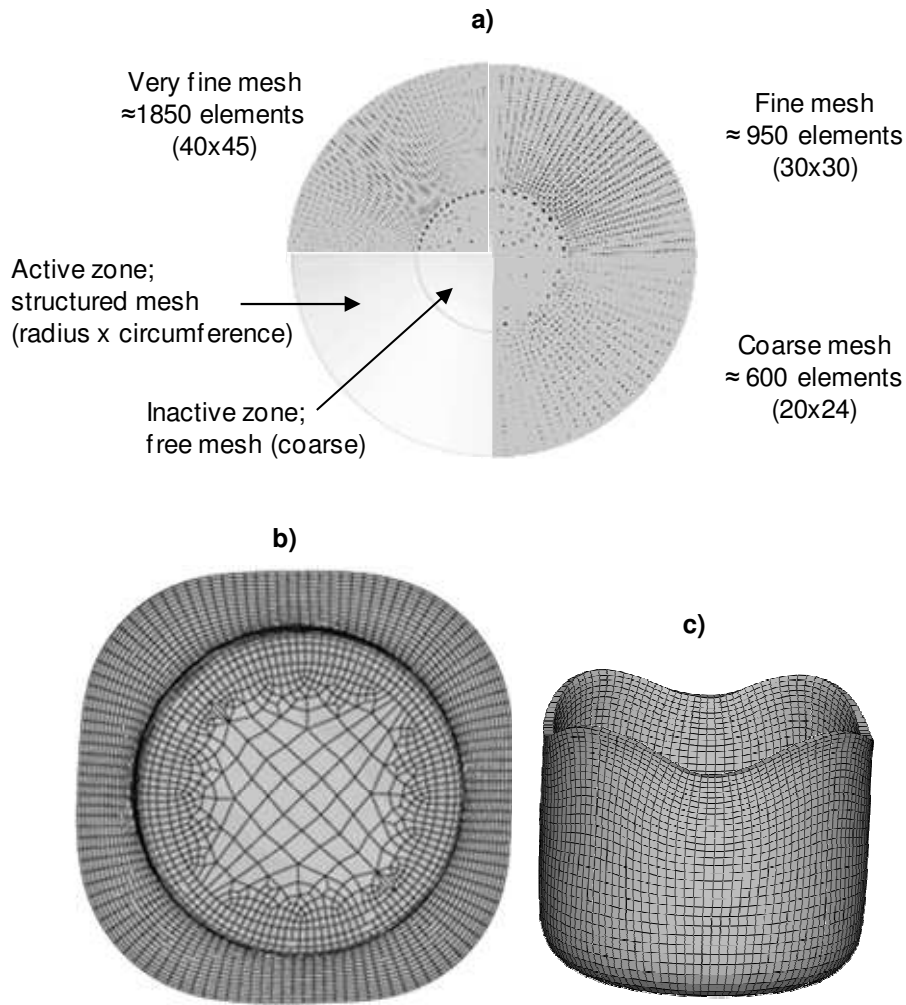 a)
Very fine mesh
≈1850 elements
(40x45)
Fine mesh
≈ 950 elements
(30x30)
Active zone;
structured mesh
(radius x circumference)
Coarse mesh
≈ 600 elements
(20x24)
Inactive zone;
free mesh (coarse)
b)
c)